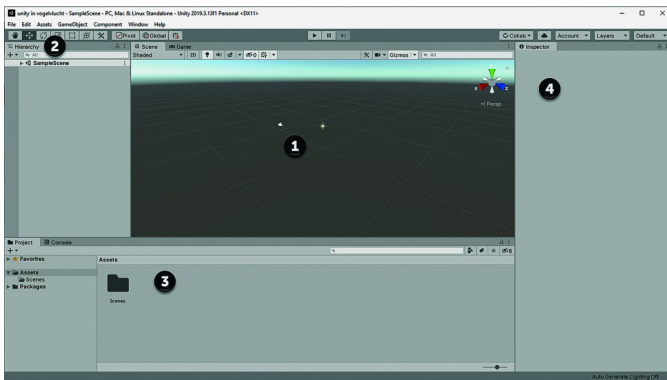 unity in vogelvlucht - SampleScene - PC, Mac & Linux Standalone - Unity 2019.3.13f1 Personal <DX11>
File Edit Assets GameObject Component Window Help
Pivot Global Collab Account Layers Default
Hierarchy 2
All
SampleScene
Scene Game
Shaded 2D 0 Gizmos All
y
x z
Persp
1
Inspector
4
Project Console
0
Favorites
Assets
Scenes
Packages
Assets
Scenes
3
Auto Generate Lighting Off